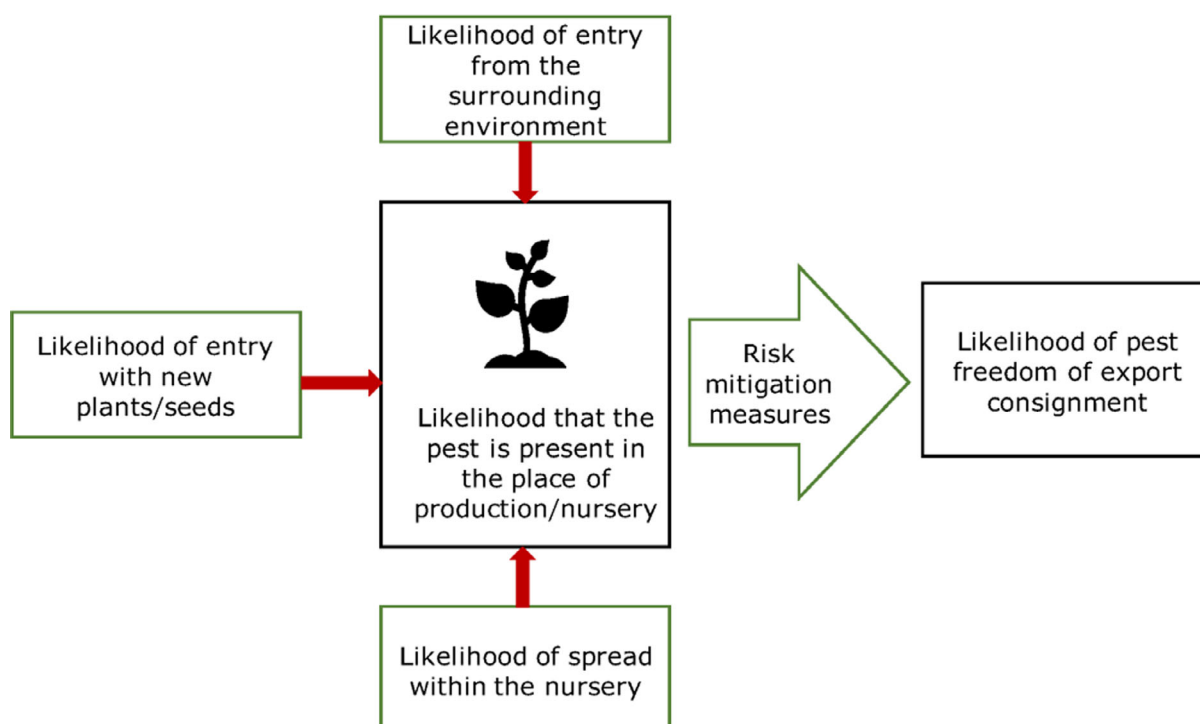 Likelihood of entry
from the
surrounding
environment
Likelihood of entry
with new
plants/seeds
Likelihood that the
pest is present in
the place of
production/nursery
Risk
mitigation
measures
Likelihood of pest
freedom of export
consignment
Likelihood of spread
within the nursery